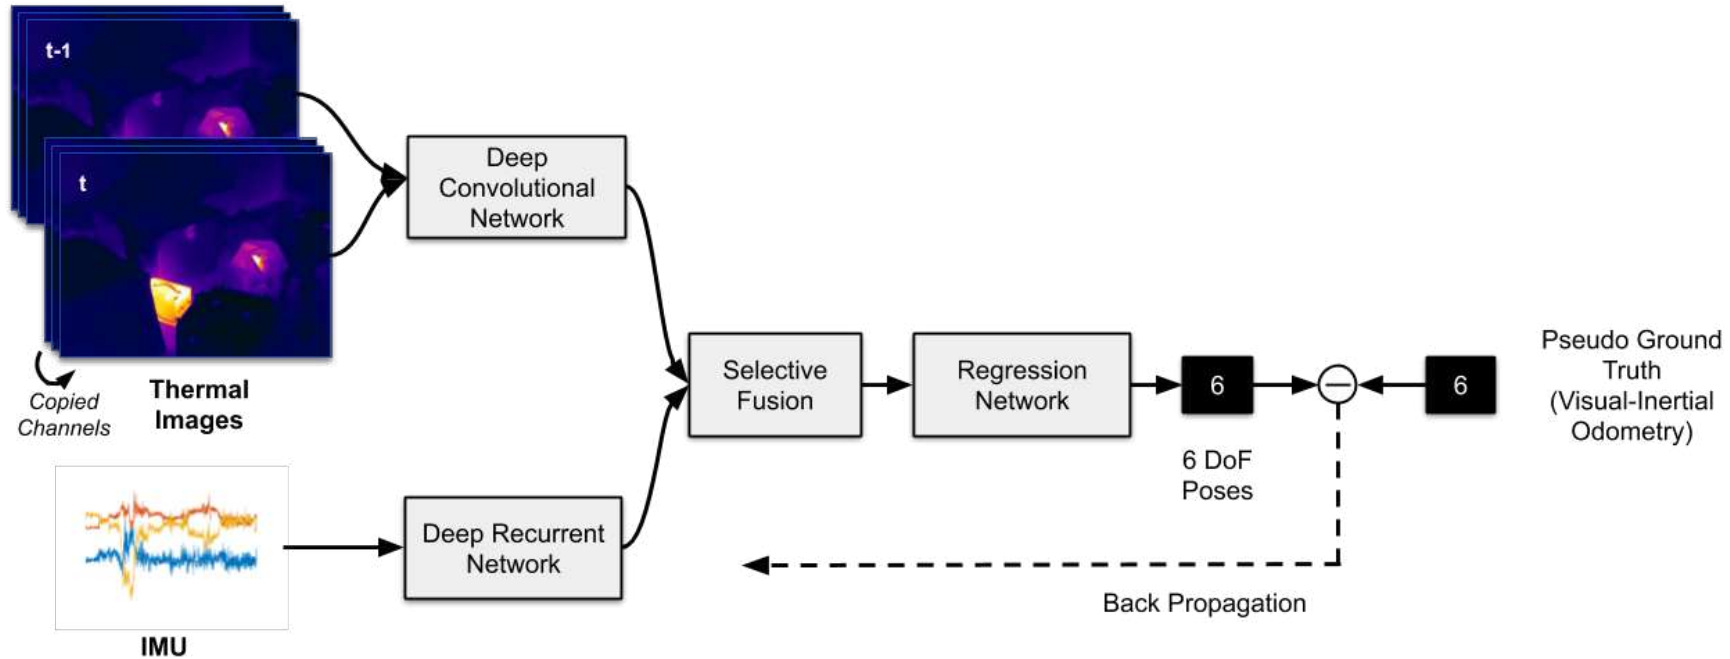 t-1
t
Copied
Channels
Thermal
Images
IMU
Deep
Convolutional
Network
Deep Recurrent
Network
Selective
Fusion
Regression
Network
6
6 DoF
Poses
6
Pseudo Ground
Truth
(Visual-Inertial
Odometry)
Back Propagation